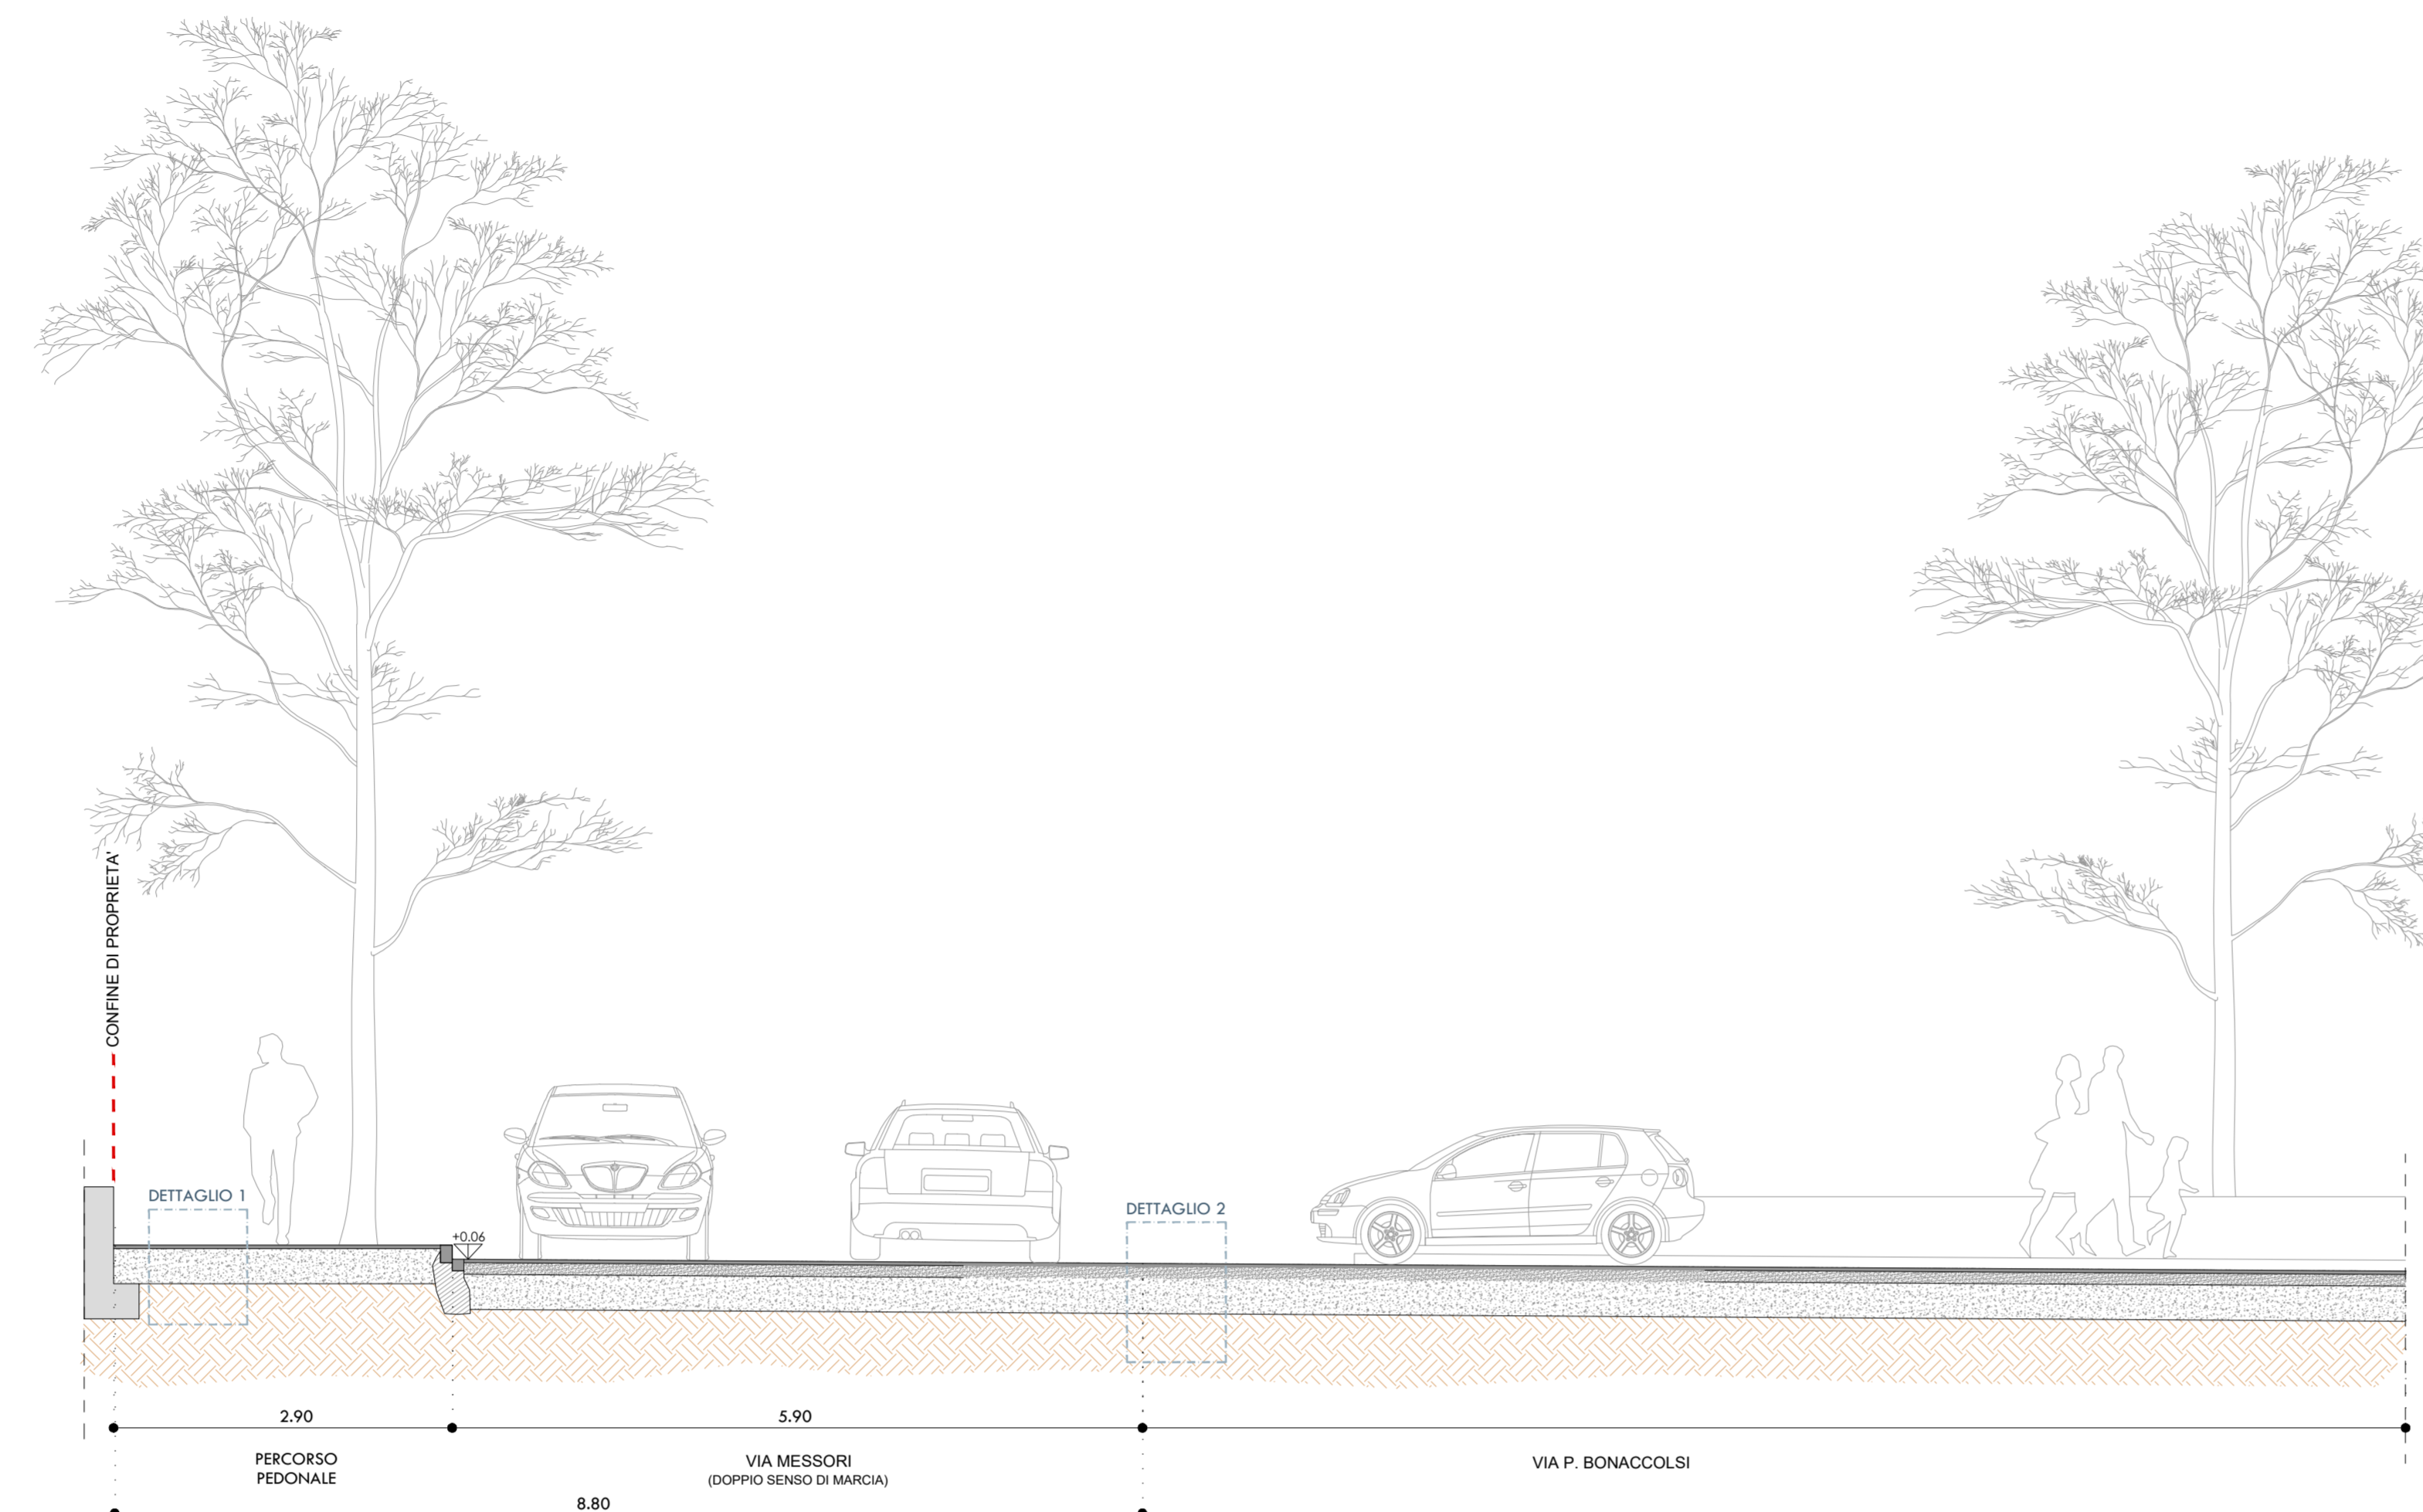 CONFINE DI PROPRIETA'
DETTAGLIO 1
DETTAGLIO 2
+0.06
2.90
5.90
PERCORSO
PEDONALE
VIA MESSORI
(DOPPIO SENSO DI MARCIA)
VIA P. BONACCOLSI
8.80